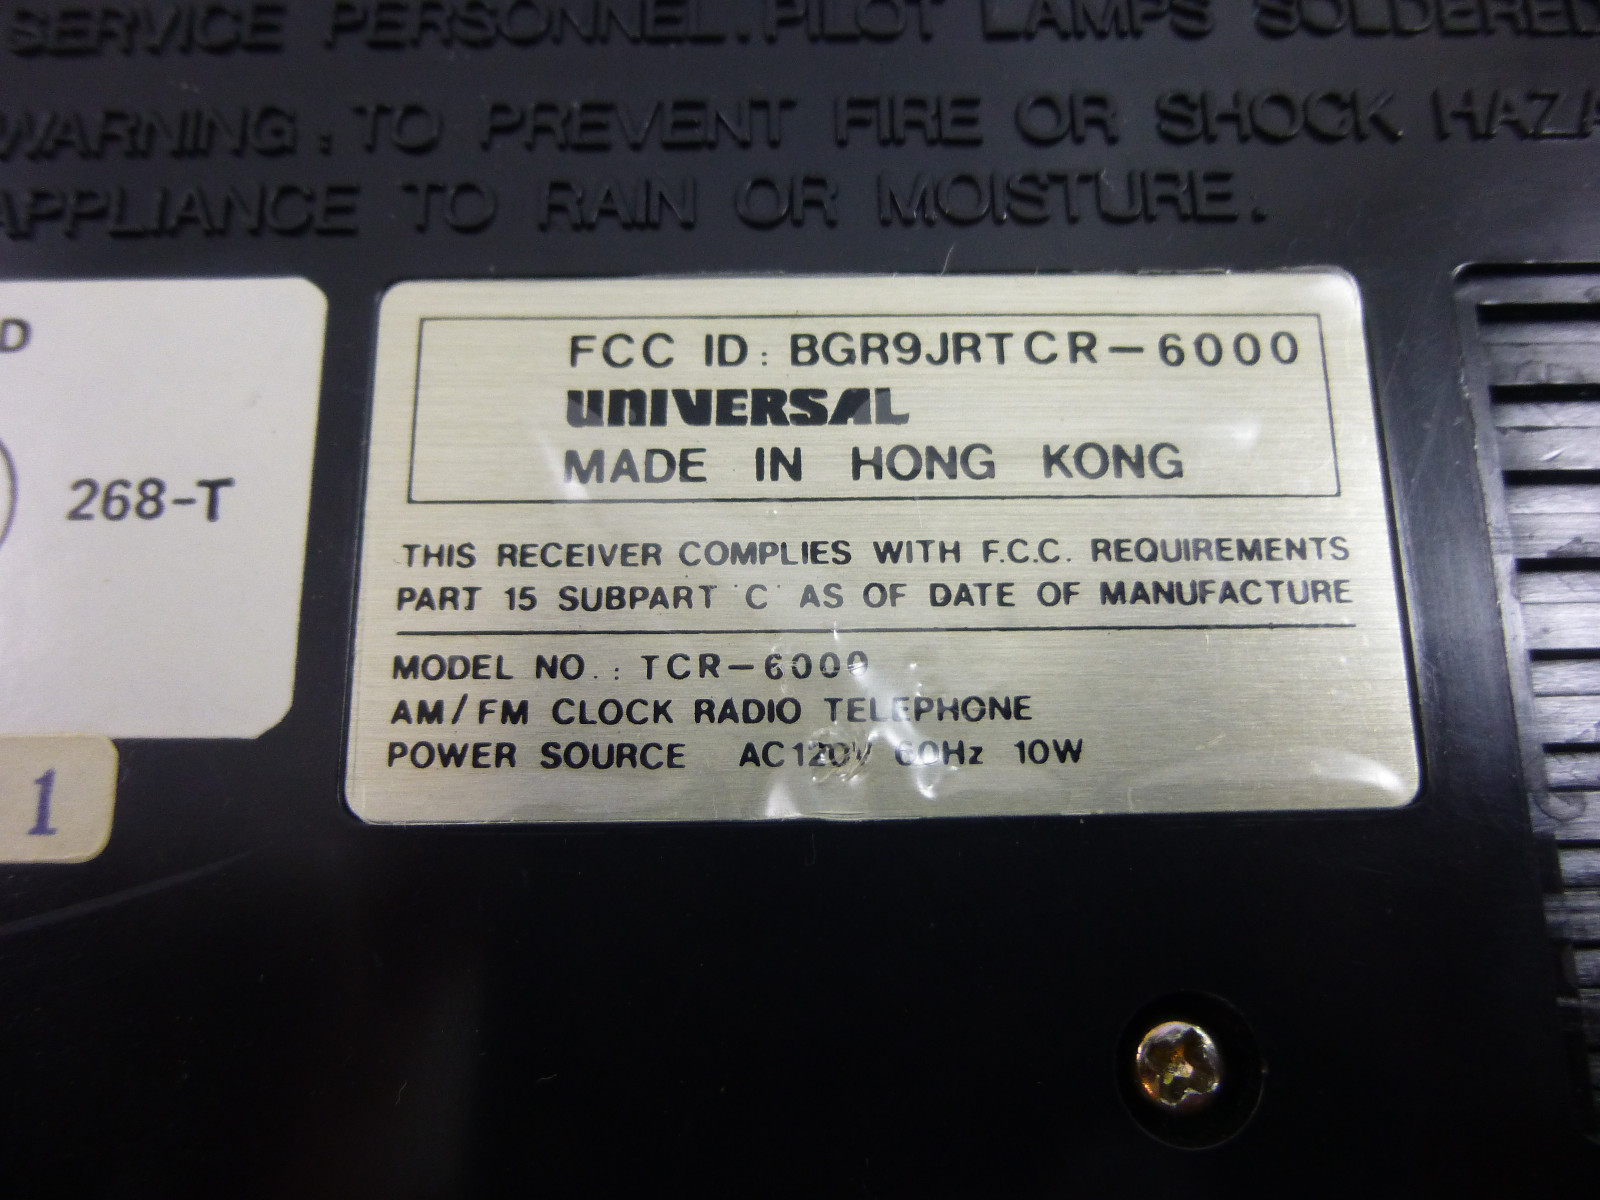 SERVICE PERSONNEL. PILOT LAMPS SOLDERED
WARNING : TO PREVENT FIRE OR SHOCK HAZA
APPLIANCE TO RAIN OR MOISTURE.
D
268-T
1
FCC ID : BGR9JRTCR-6000
UNIVERSAL
MADE IN HONG KONG
THIS RECEIVER COMPLIES WITH F.C.C. REQUIREMENTS
PART 15 SUBPART 'C' AS OF DATE OF MANUFACTURE
MODEL NO. : TCR-6000
AM/FM CLOCK RADIO TELEPHONE
POWER SOURCE AC 120V 60Hz 10W